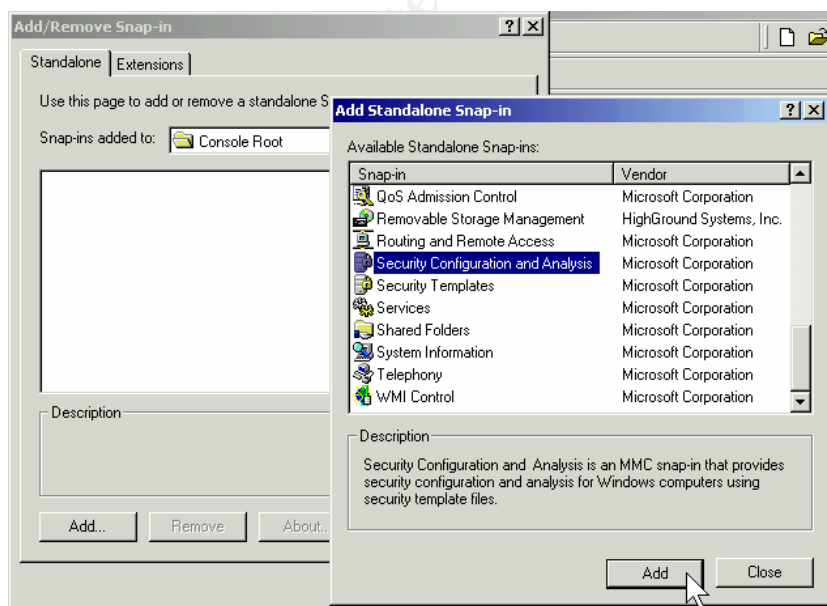 Add/Remove Snap-in
Standalone Extensions
Use this page to add or remove a standalone S
Snap-ins added to: Console Root
Description
Add... Remove About..
Add Standalone Snap-in
Available Standalone Snap-ins:
Snap-in Vendor
QoS Admission Control Microsoft Corporation
Removable Storage Management HighGround Systems, Inc.
Routing and Remote Access Microsoft Corporation
Security Configuration and Analysis Microsoft Corporation
Security Templates Microsoft Corporation
Services Microsoft Corporation
Shared Folders Microsoft Corporation
System Information Microsoft Corporation
Telephony Microsoft Corporation
WMI Control Microsoft Corporation
Description
Security Configuration and Analysis is an MMC snap-in that provides
security configuration and analysis for Windows computers using
security template files.
Add Close